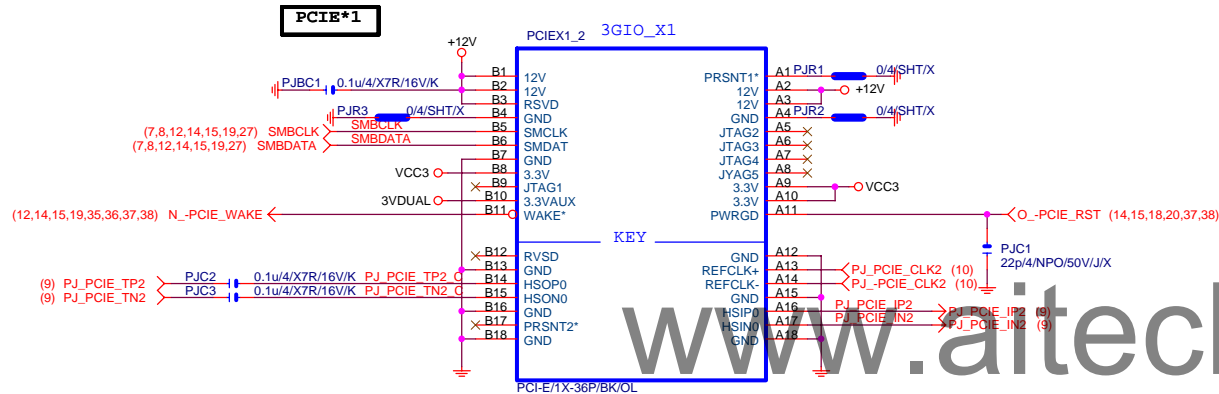 PCIE*1
PCIEX1_2 3GIO_X1
+12V
PJBC1 0.1u/4/X7R/16V/K B1 12V PRSNT1* A1 PJR1 0/4/SHT/X
B2 12V 12V A2 +12V
B3 RSVD 12V A3
PJR3 0/4/SHT/X B4 GND GND A4 PJR2 0/4/SHT/X
(7,8,12,14,15,19,27) SMBCLK SMBCLK B5 SMCLK JTAG2 A5
(7,8,12,14,15,19,27) SMBDATA SMBDATA B6 SMDAT JTAG3 A6
B7 GND JTAG4 A7
VCC3 B8 3.3V JYAG5 A8
B9 JTAG1 3.3V A9 VCC3
3VDUAL B10 3.3VAUX 3.3V A10
(12,14,15,19,35,36,37,38) N_-PCIE_WAKE B11 WAKE* PWRGD A11 O_-PCIE_RST (14,15,18,20,37,38)
KEY
PJC1
22p/4/NPO/50V/J/X
B12 RVSD GND A12
B13 GND REFCLK+ A13 PJ_PCIE_CLK2 (10)
(9) PJ_PCIE_TP2 PJC2 0.1u/4/X7R/16V/K PJ_PCIE_TP2_C B14 HSOP0 REFCLK- A14 PJ_-PCIE_CLK2 (10)
(9) PJ_PCIE_TN2 PJC3 0.1u/4/X7R/16V/K PJ_PCIE_TN2_C B15 HSON0 GND A15
B16 GND HSIP0 A16 PJ_PCIE_IP2 PJ_PCIE_IP2 (9)
B17 PRSNT2* HSIN0 A17 PJ_PCIE_IN2 PJ_PCIE_IN2 (9)
B18 GND GND A18
www.aitech
PCI-E/1X-36P/BK/OL